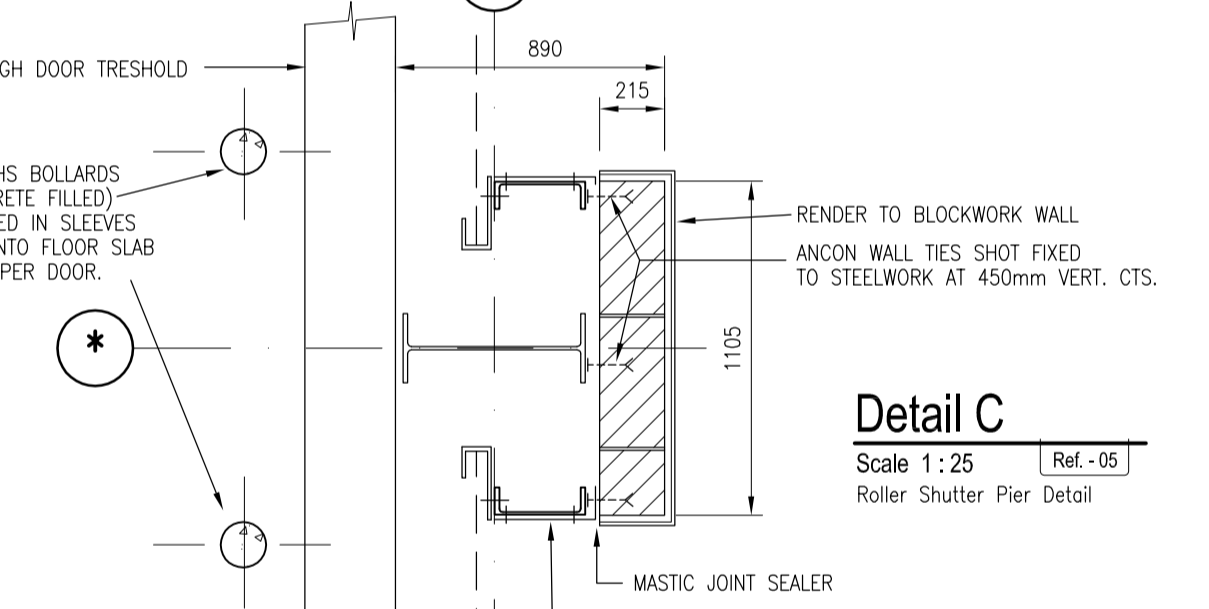 890
GH DOOR TRESHOLD
215
HS BOLLARDS
RETE FILLED)
ED IN SLEEVES
NTO FLOOR SLAB
PER DOOR.
RENDER TO BLOCKWORK WALL
ANCON WALL TIES SHOT FIXED
TO STEELWORK AT 450mm VERT. CTS.
*
1105
Detail C
Scale 1 : 25
Ref. - 05
Roller Shutter Pier Detail
MASTIC JOINT SEALER